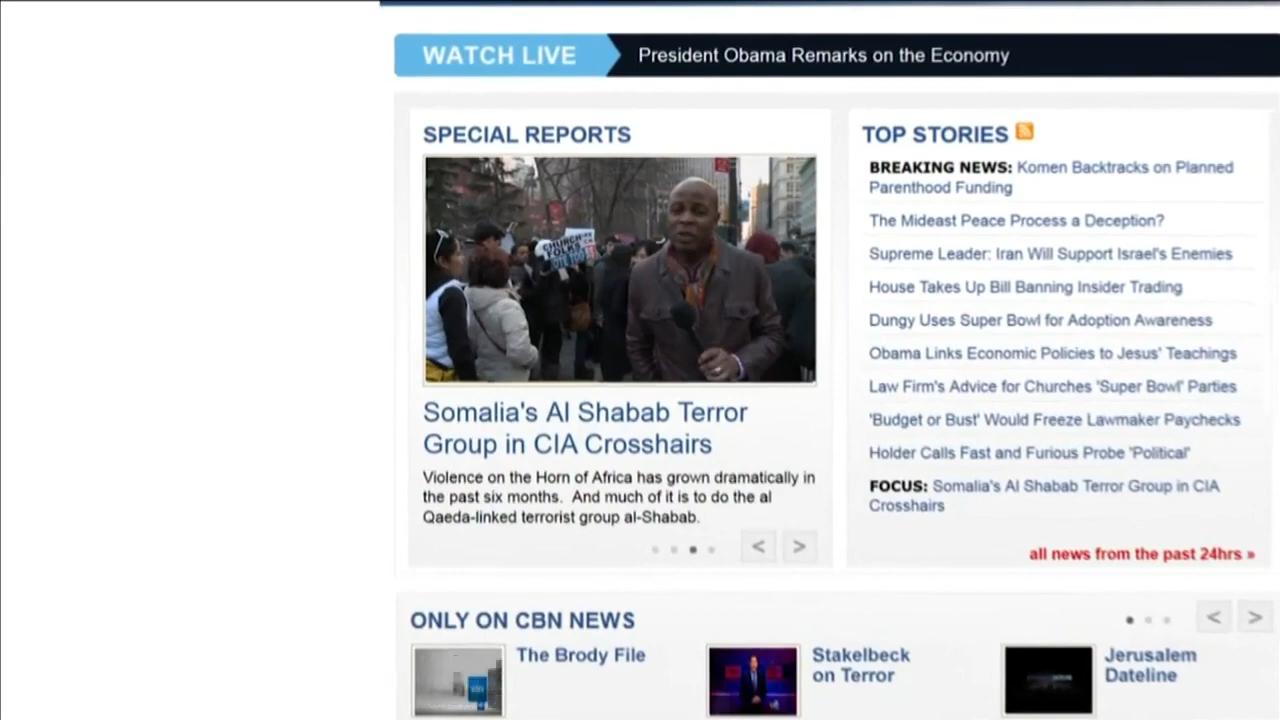 WATCH LIVE
President Obama Remarks on the Economy
SPECIAL REPORTS
Somalia's Al Shabab Terror
Group in CIA Crosshairs
Violence on the Horn of Africa has grown dramatically in
the past six months. And much of it is to do the al
Qaeda-linked terrorist group al-Shabab.
< >
TOP STORIES
BREAKING NEWS: Komen Backtracks on Planned
Parenthood Funding
The Mideast Peace Process a Deception?
Supreme Leader: Iran Will Support Israel's Enemies
House Takes Up Bill Banning Insider Trading
Dungy Uses Super Bowl for Adoption Awareness
Obama Links Economic Policies to Jesus' Teachings
Law Firm's Advice for Churches 'Super Bowl' Parties
'Budget or Bust' Would Freeze Lawmaker Paychecks
Holder Calls Fast and Furious Probe 'Political'
FOCUS: Somalia's Al Shabab Terror Group in CIA
Crosshairs
all news from the past 24hrs »
ONLY ON CBN NEWS
< >
The Brody File
Stakelbeck
on Terror
Jerusalem
Dateline